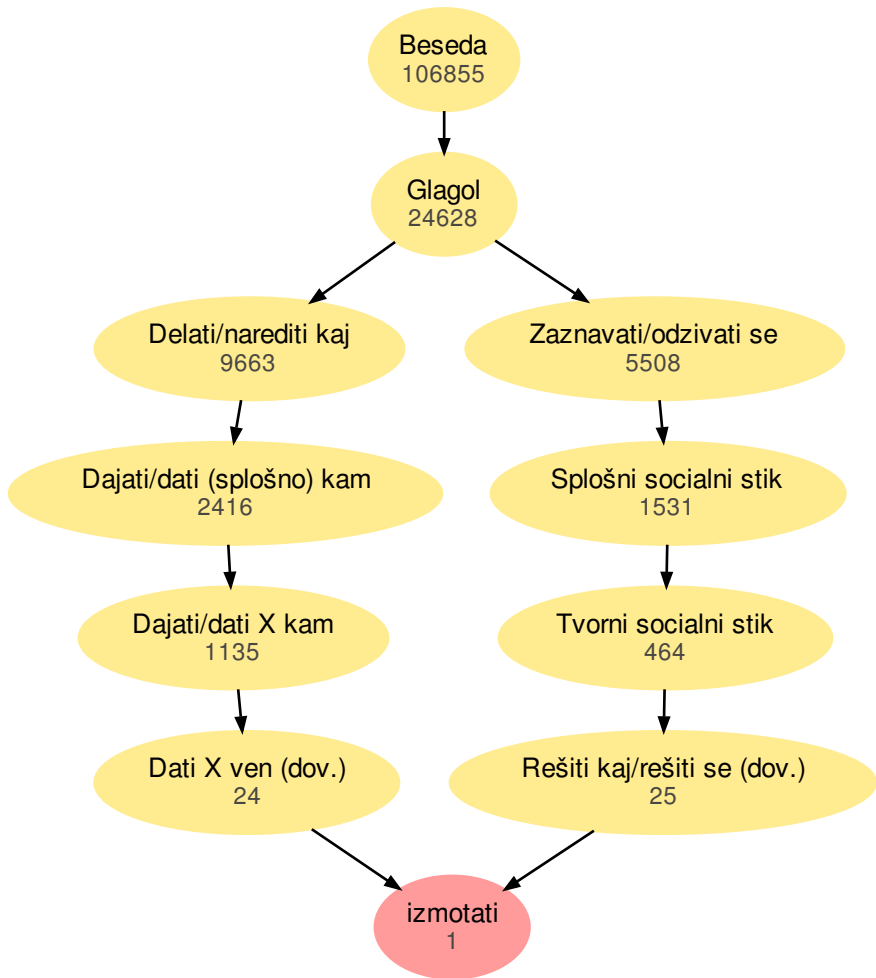 Beseda
106855
Glagol
24628
Delati/narediti kaj
9663
Zaznavati/odzivati se
5508
Dajati/dati (splošno) kam
2416
Splošni socialni stik
1531
Dajati/dati X kam
1135
Tvorni socialni stik
464
Dati X ven (dov.)
24
Rešiti kaj/rešiti se (dov.)
25
izmotati
1